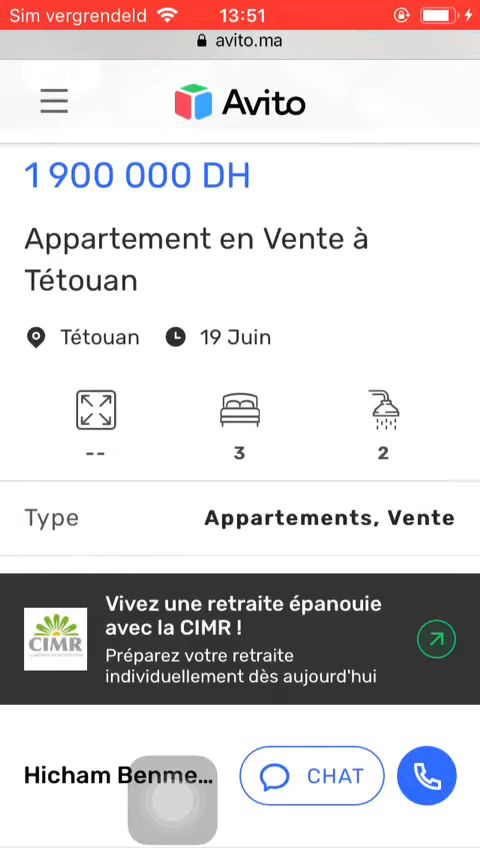 Sim vergrendeld 13:51
avito.ma
Avito
1 900 000 DH
Appartement en Vente à
Tétouan
Tétouan 19 Juin
-- 3 2
Type Appartements, Vente
Vivez une retraite épanouie
avec la CIMR !
CIMR
Préparez votre retraite
individuellement dès aujourd'hui
Hicham Benme... CHAT